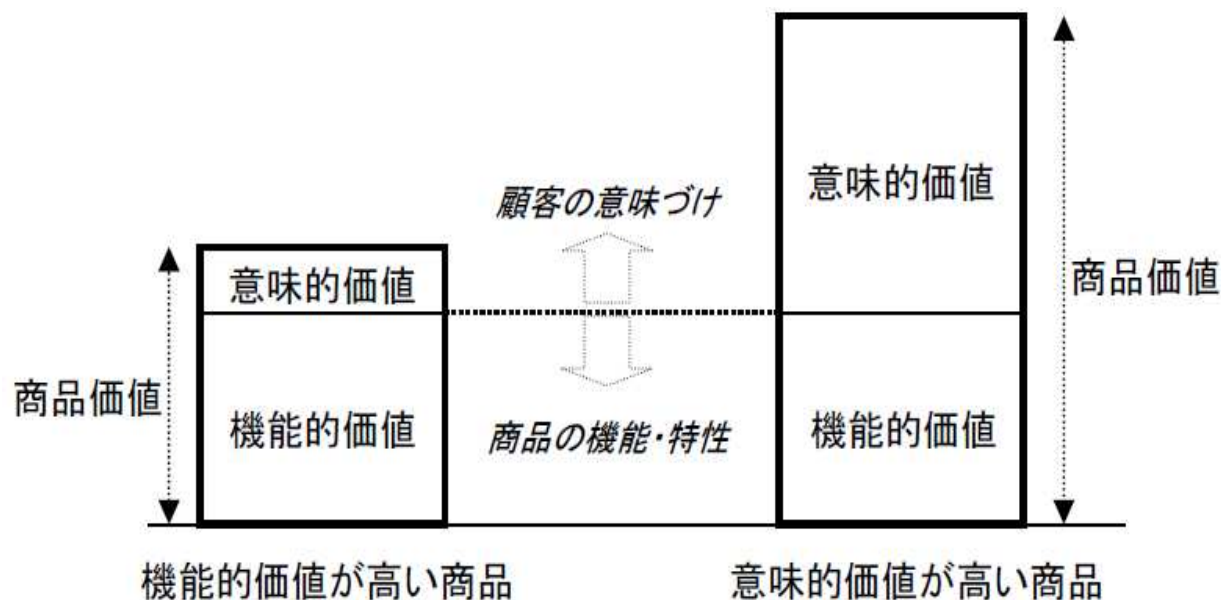 意味的価値
顧客の意味づけ
意味的価値
商品価値
商品価値
機能的価値
商品の機能・特性
機能的価値
機能的価値が高い商品
意味的価値が高い商品